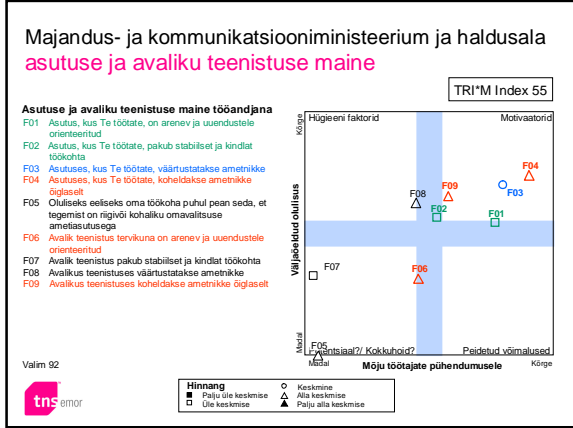 Majandus- ja kommunikatsiooniministeerium ja haldusala
asutuse ja avaliku teenistuse maine
TRI*M Index 55
Asutuse ja avaliku teenistuse maine tööandjana
F01 Asutus, kus Te töötate, on arenev ja uuendustele
orienteeritud
F02 Asutus, kus Te töötate, pakub stabiilset ja kindlat
töökohta
F03 Asutuses, kus Te töötate, väärtustatakse ametnikke
F04 Asutuses, kus Te töötate, koheldakse ametnikke
õiglaselt
F05 Oluliseks eeliseks oma töökoha puhul pean seda, et
tegemist on riigivõi kohaliku omavalitsuse
ametiasutusega
F06 Avalik teenistus tervikuna on arenev ja uuendustele
orienteeritud
F07 Avalik teenistus pakub stabiilset ja kindlat töökohta
F08 Avalikus teenistuses väärtustatakse ametnikke
F09 Avalikus teenistuses koheldakse ametnikke õiglaselt
Kõrge
Hügieeni faktorid
Motivaatorid
F04
F03
F09
F08
F02
F01
Väljaöeldud olulisus
F07
F06
F05
Madal
Kokkuhoid?
Peidetud võimalused
Madal
Mõju töötajate pühendumusele
Kõrge
Valim 92
Hinnang
Palju üle keskmise
Üle keskmise
Keskmine
Alla keskmise
Palju alla keskmise
tns emor